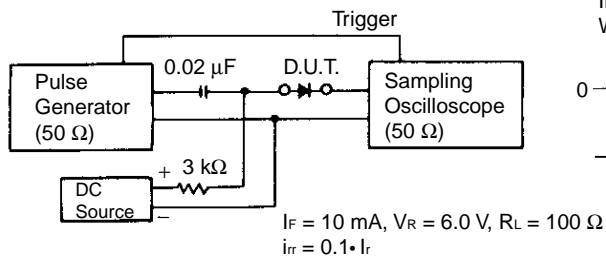 Trigger
0.02 μF
D.U.T.
Pulse
Generator
(50 Ω)
Sampling
Oscilloscope
(50 Ω)
0
+
3 kΩ
DC
Source
−
IF = 10 mA, VR = 6.0 V, RL = 100 Ω
irr = 0.1• Ir